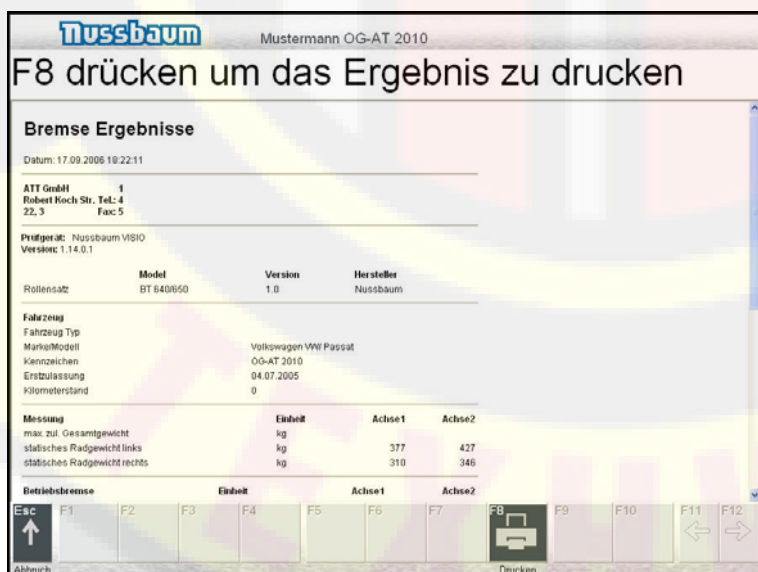 Nussbaum Mustermann OG-AT 2010
F8 drücken um das Ergebnis zu drucken
Bremse Ergebnisse
Datum: 17.09.2006 18:22:11
ATT GmbH 1
Robert Koch Str. Tel.: 4
22, 3 Fax: 5
Prüfgerät: Nussbaum VISIO
Version: 1.14.0.1
Model Version Hersteller
Rollensatz BT 640/650 1.0 Nussbaum
Fahrzeug
Fahrzeug Typ
Marke/Modell Volkswagen VW Passat
Kennzeichen OG-AT 2010
Erstzulassung 04.07.2005
Kilometerstand 0
Messung Einheit Achse1 Achse2
max. zul. Gesamtgewicht kg
statisches Radgewicht links kg 377 427
statisches Radgewicht rechts kg 310 346
Betriebsbremse Einheit Achse1 Achse2
Esc F1 F2 F3 F4 F5 F6 F7 F8 F9 F10 F11 F12
Abbruch Drucken